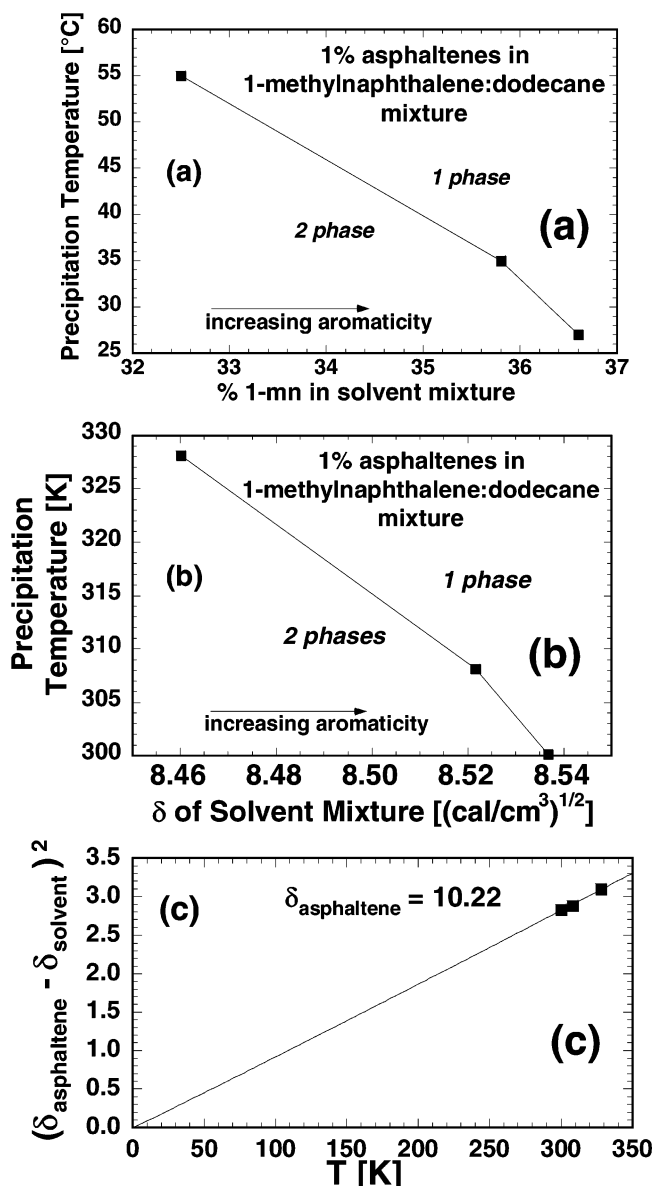 Precipitation Temperature [°C]
60
55
50
45
40
35
30
25
1% asphaltenes in
1-methylnaphthalene:dodecane
mixture
(a)
1 phase
(a)
2 phase
increasing aromaticity
32 33 34 35 36 37
% 1-mn in solvent mixture
Precipitation
Temperature [K]
330
325
320
315
310
305
300
1% asphaltenes in
1-methylnaphthalene:dodecane
mixture
(b)
1 phase
2 phases
(b)
increasing aromaticity
8.46 8.48 8.50 8.52 8.54
δ of Solvent Mixture [(cal/cm³)^1/2]
(δasphaltene - δsolvent)²
3.5
3.0
2.5
2.0
1.5
1.0
0.5
0.0
(c)
δasphaltene = 10.22
(c)
0 50 100 150 200 250 300 350
T [K]